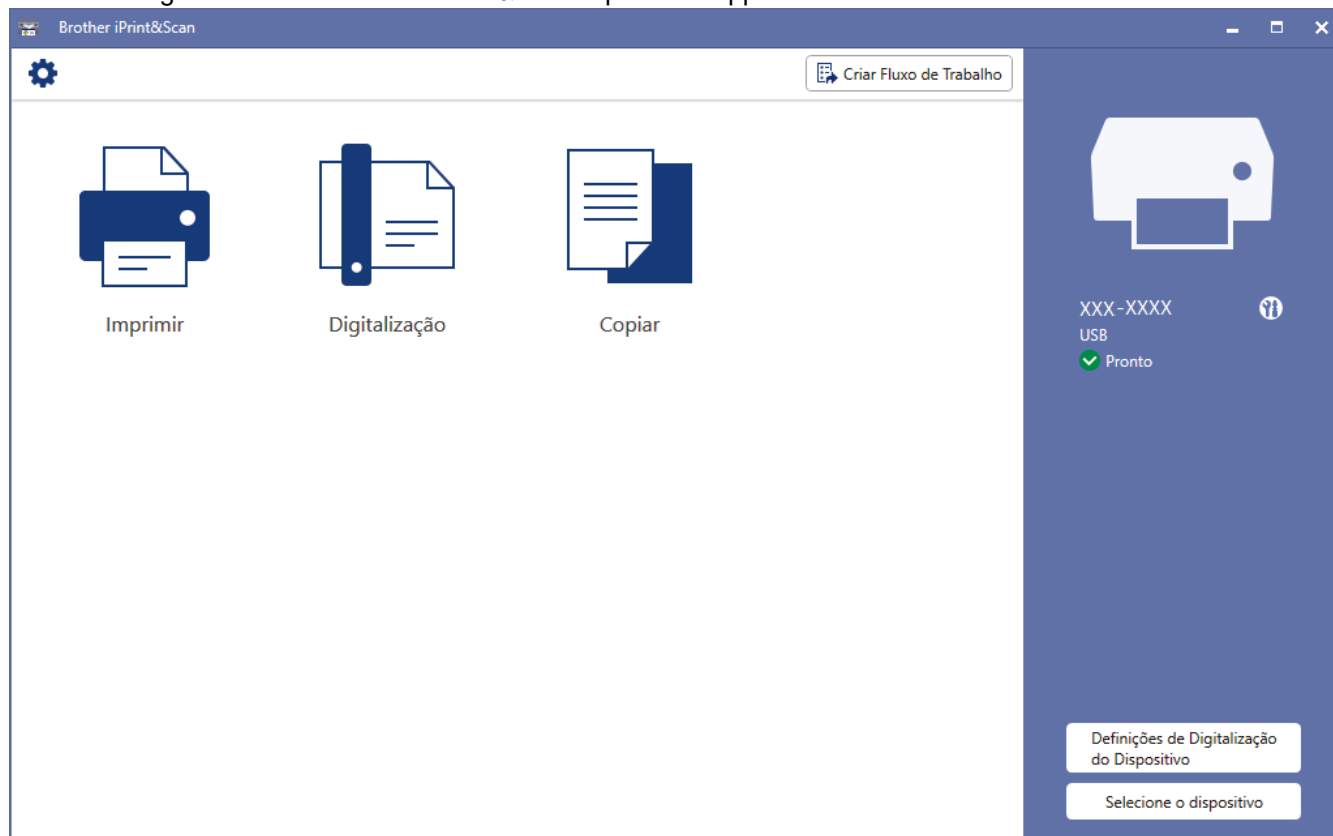 Brother iPrint&Scan
Criar Fluxo de Trabalho
Imprimir
Digitalização
Copiar
XXX-XXXX
USB
Pronto
Definições de Digitalização
do Dispositivo
Selecione o dispositivo